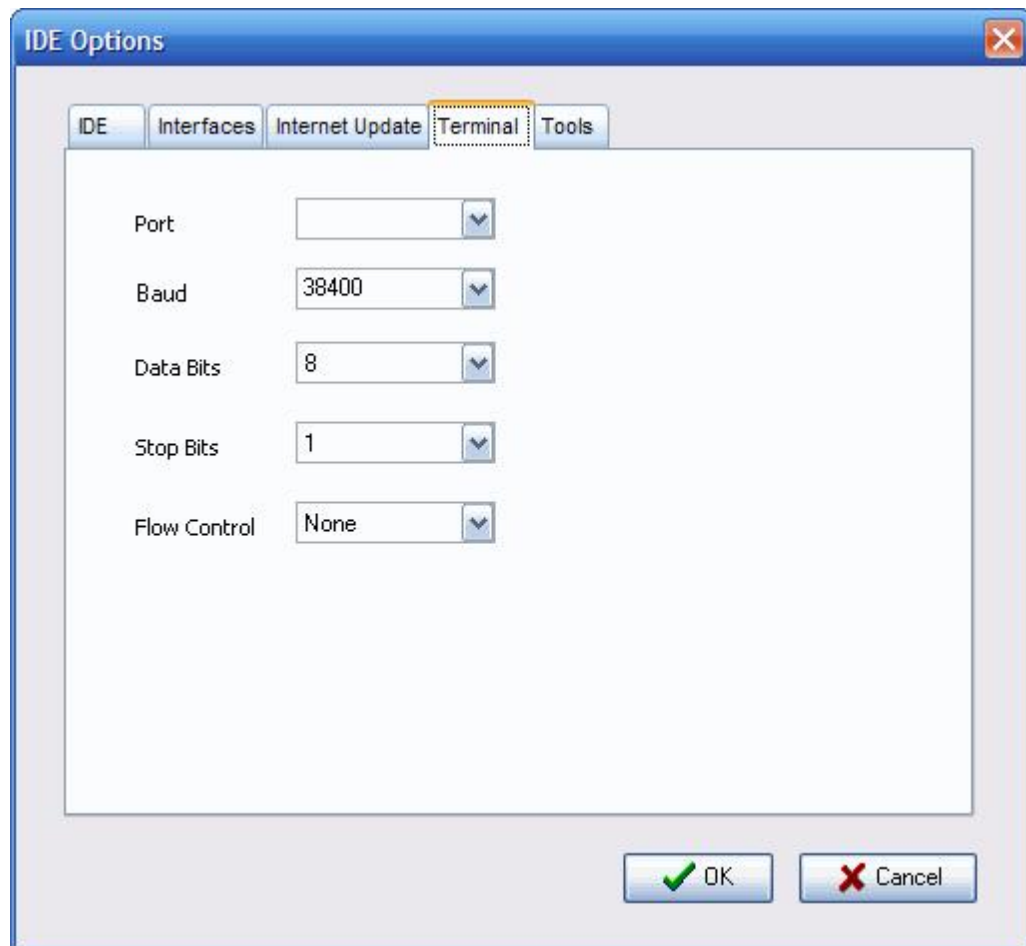 IDE Options
IDE Interfaces Internet Update Terminal Tools
Port
Baud 38400
Data Bits 8
Stop Bits 1
Flow Control None
OK Cancel